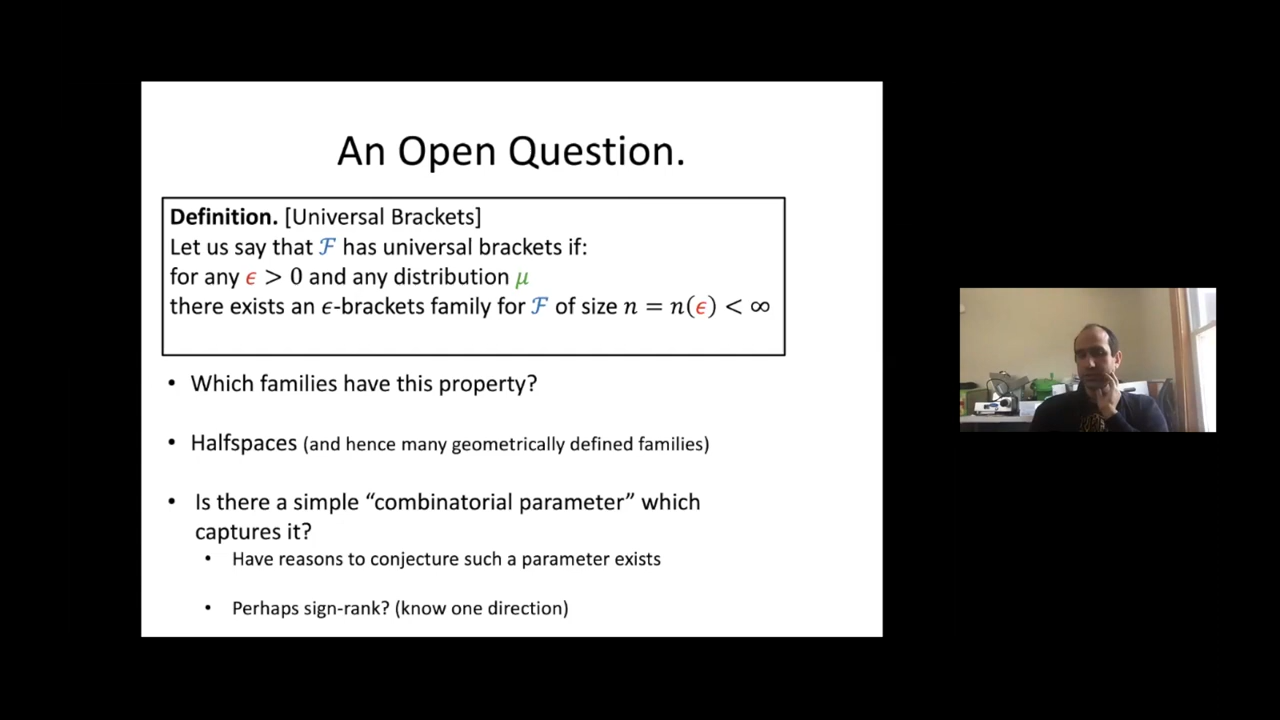 An Open Question.
Definition. [Universal Brackets]
Let us say that ℱ has universal brackets if:
for any ϵ > 0 and any distribution μ
there exists an ϵ-brackets family for ℱ of size n = n(ϵ) < ∞
• Which families have this property?
• Halfspaces (and hence many geometrically defined families)
• Is there a simple “combinatorial parameter” which
captures it?
• Have reasons to conjecture such a parameter exists
• Perhaps sign-rank? (know one direction)